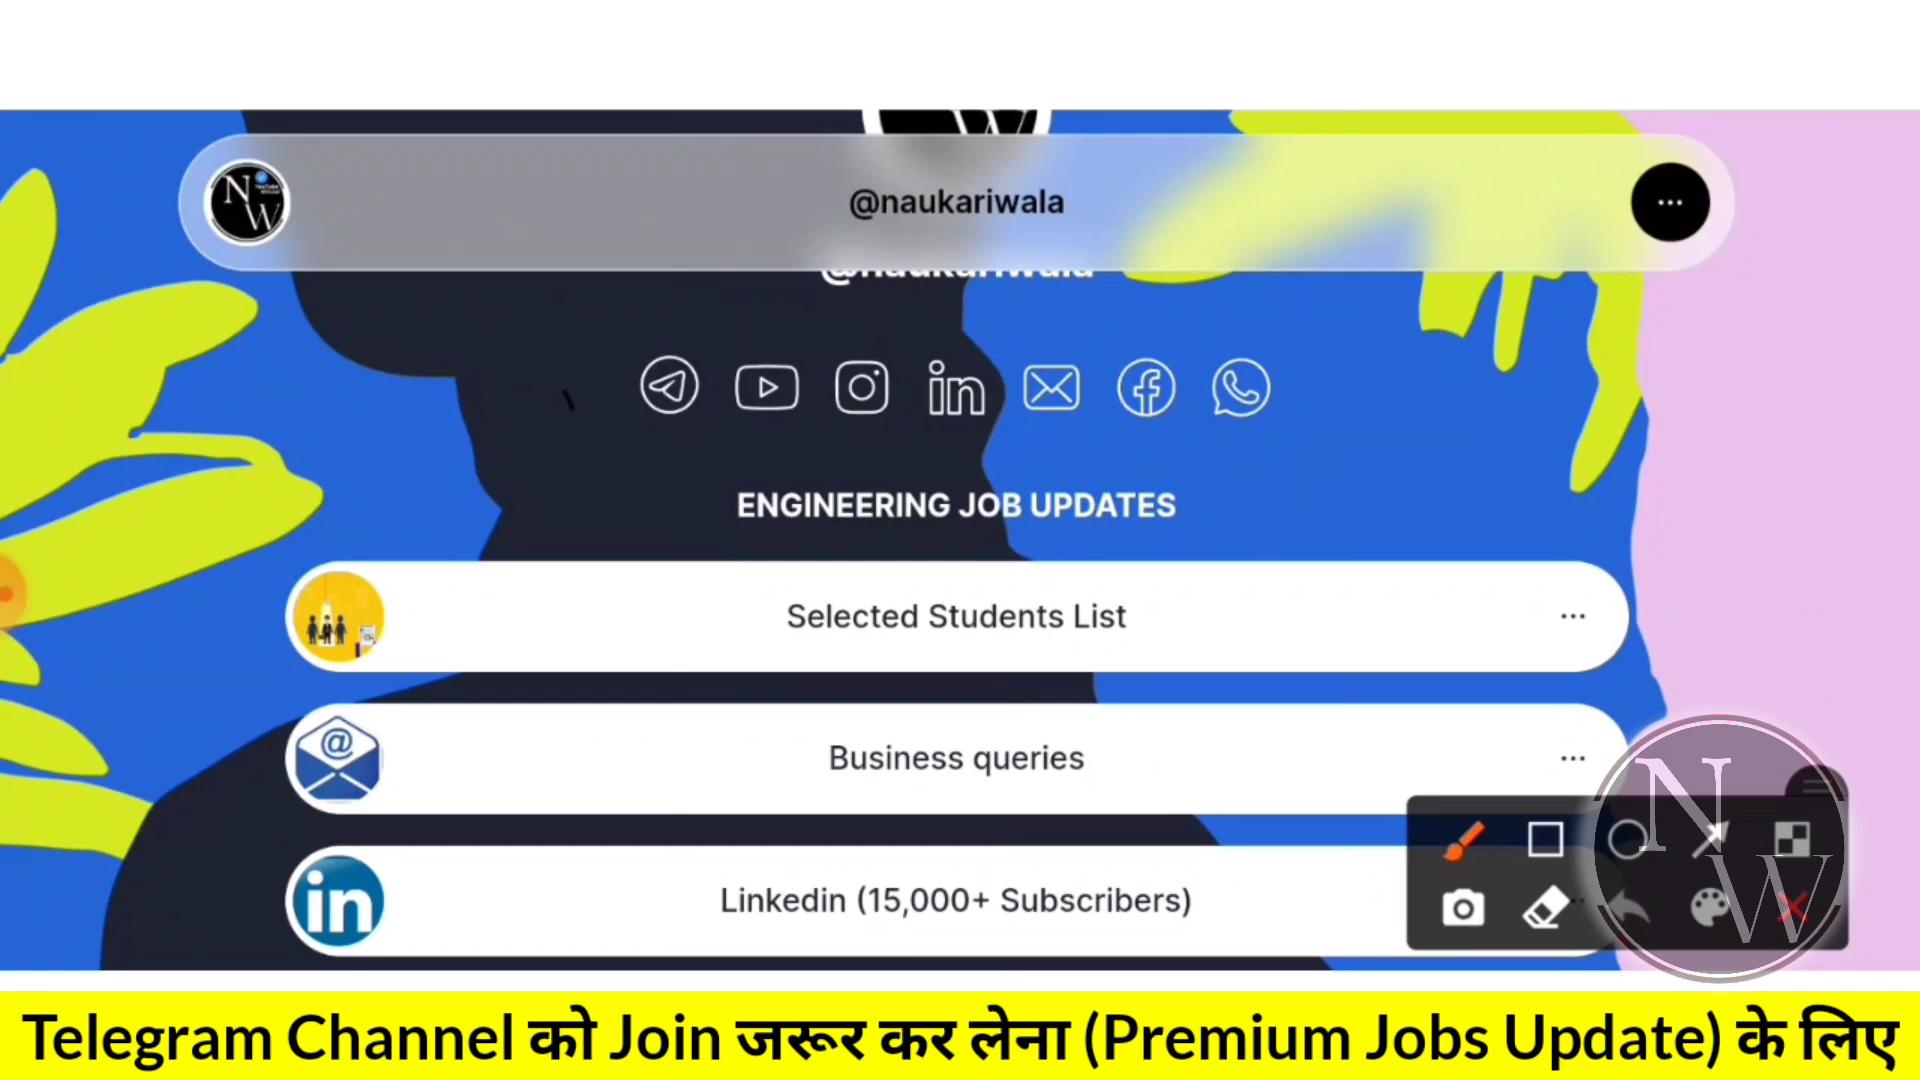 N
W
@naukariwala
@naukariwala
ENGINEERING JOB UPDATES
Selected Students List
Business queries
Linkedin (15,000+ Subscribers)
N
W
Telegram Channel को Join जरूर कर लेना (Premium Jobs Update) के लिए